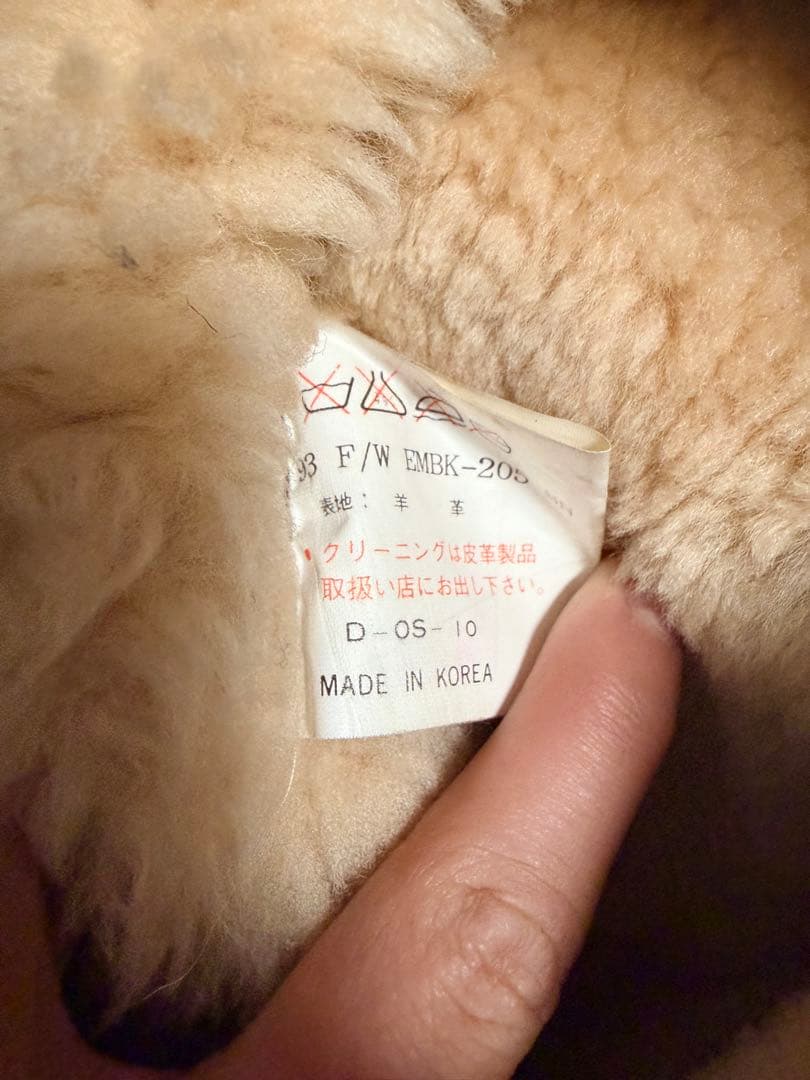 93 F/W EMBK-205
表地： 羊 革
クリーニングは皮革製品
取扱い店にお出し下さい。
D-OS-10
MADE IN KOREA